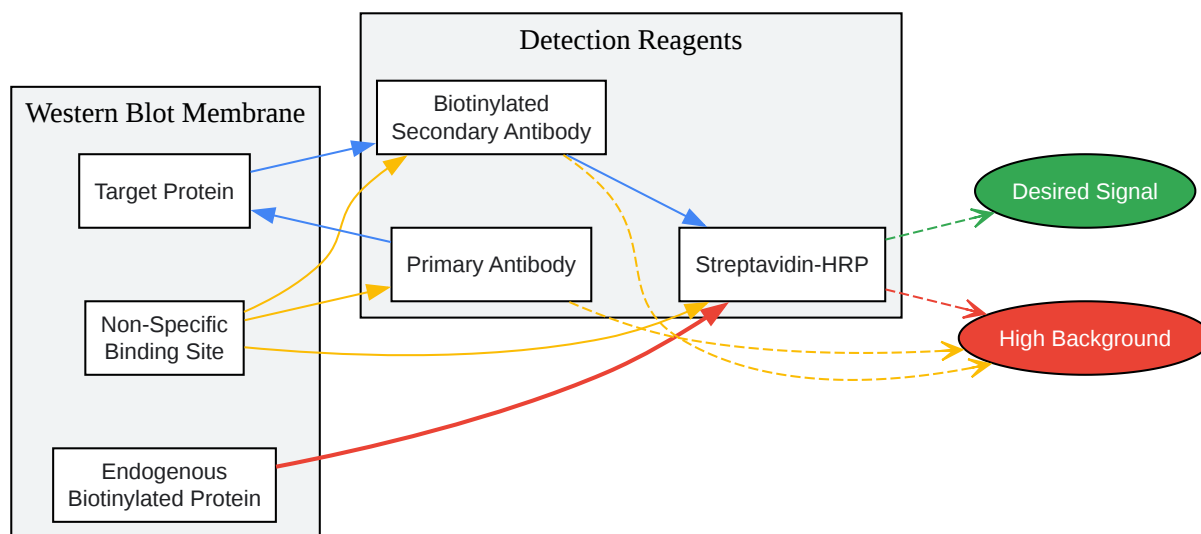 Detection Reagents
Western Blot Membrane
Biotinylated
Secondary Antibody
Target Protein
Desired Signal
Primary Antibody
Streptavidin-HRP
Non-Specific
Binding Site
High Background
Endogenous
Biotinylated Protein